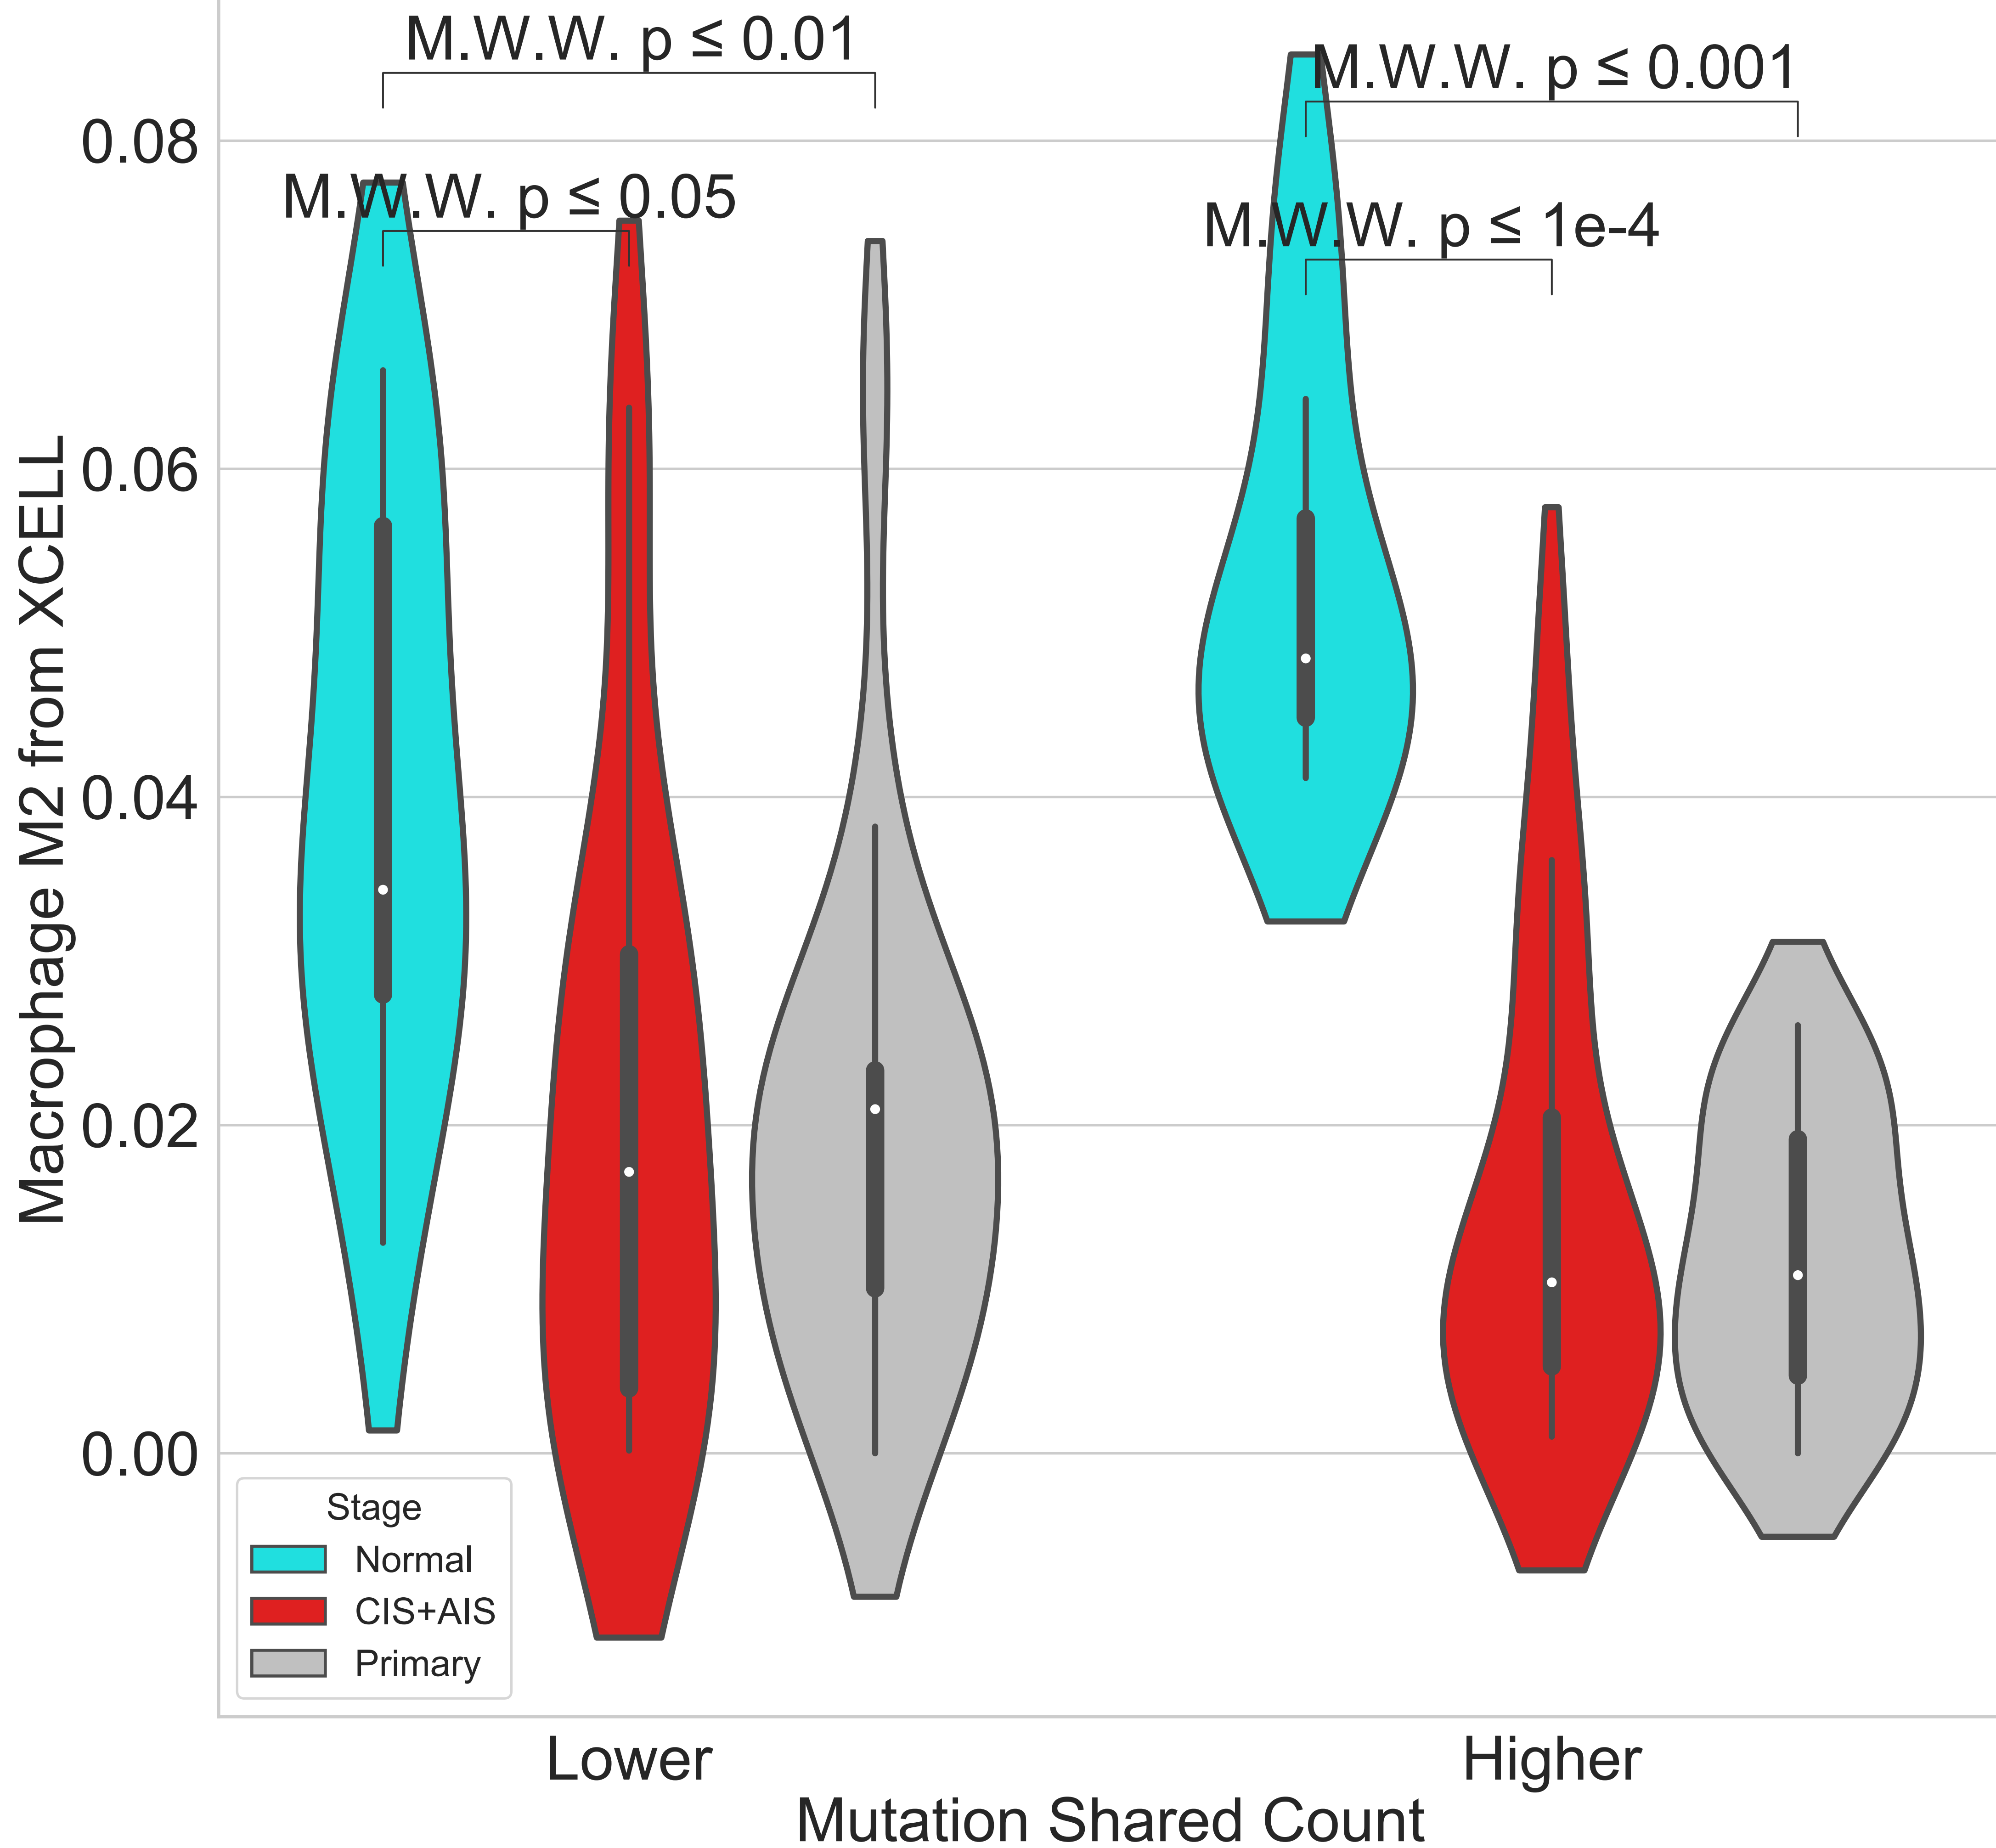 M.W.W. p ≤ 0.01
M.W.W. p ≤ 0.001
M.W.W. p ≤ 0.05
M.W.W. p ≤ 1e-4
Macrophage M2 from XCELL
0.08
0.06
0.04
0.02
0.00
Stage
Normal
CIS+AIS
Primary
Lower
Higher
Mutation Shared Count